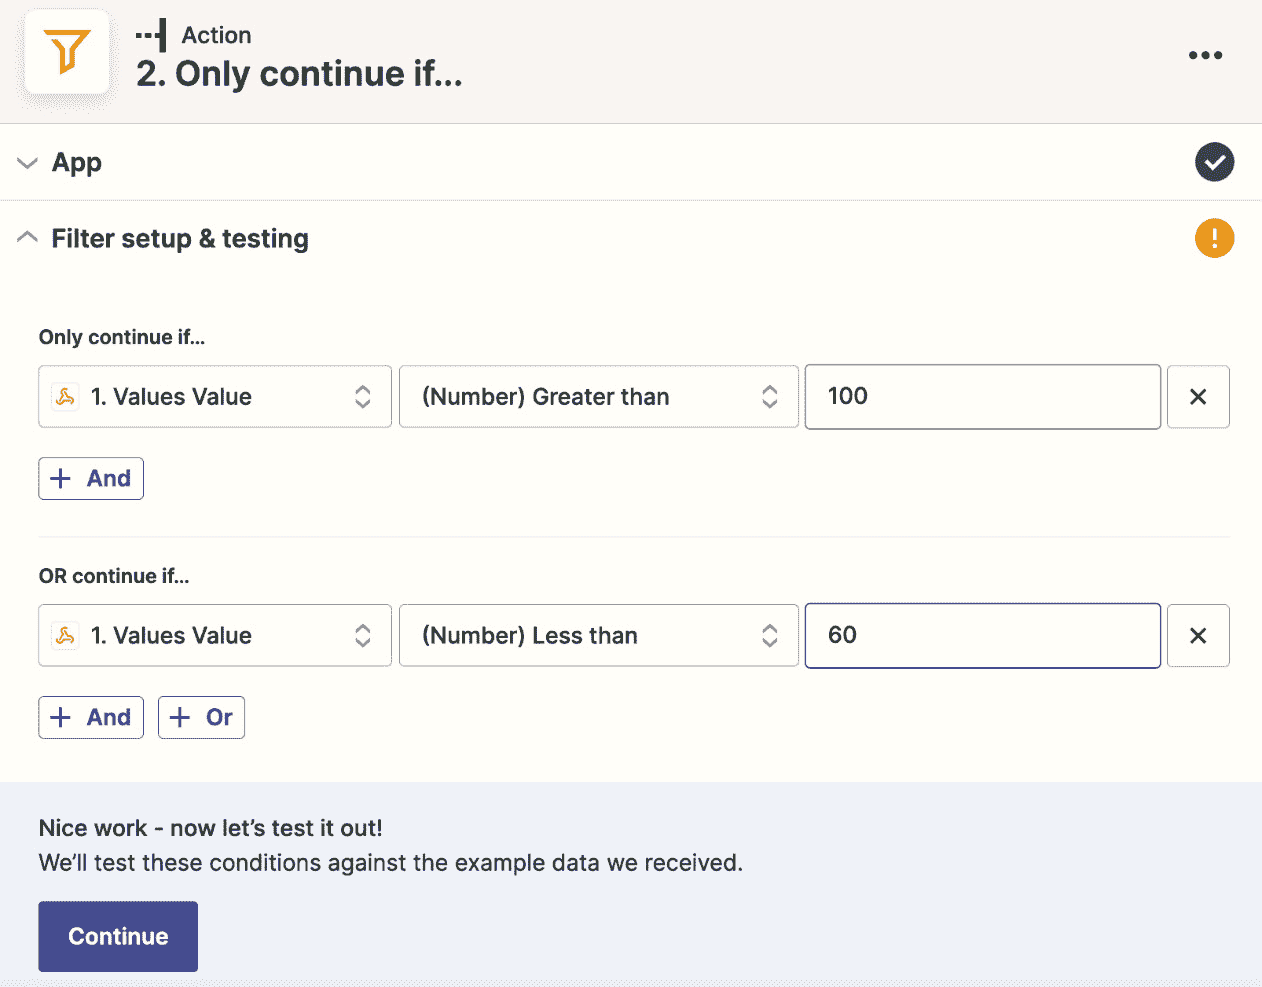 Action
2. Only continue if...
App
Filter setup & testing
Only continue if...
1. Values Value (Number) Greater than 100
+ And
OR continue if...
1. Values Value (Number) Less than 60
+ And + Or
Nice work - now let’s test it out!
We’ll test these conditions against the example data we received.
Continue